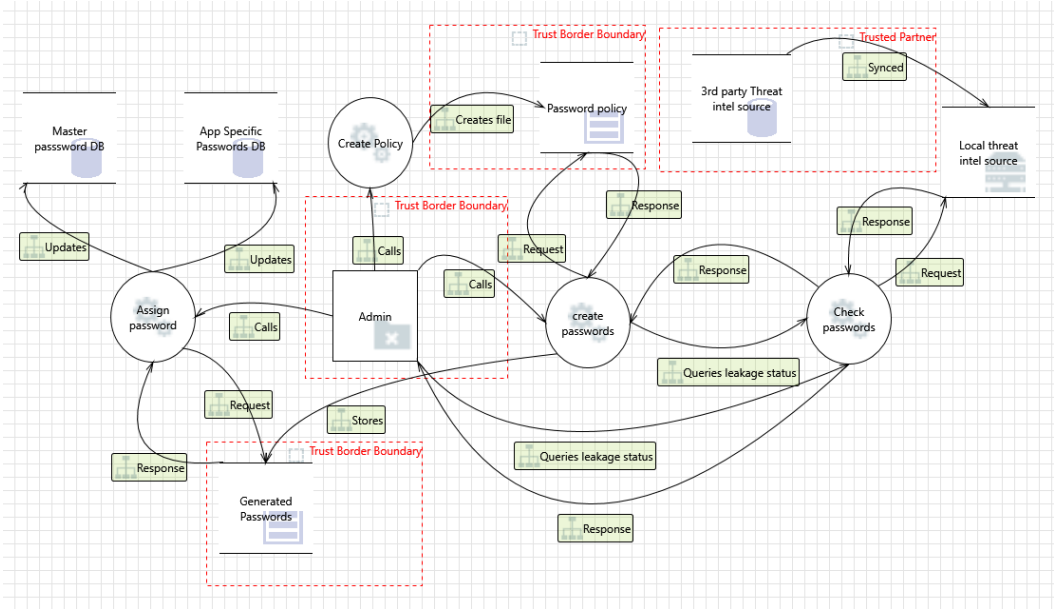 Trust Border Boundary
Trusted Partner
Synced
3rd party Threat
intel source
Master
passsword DB
App Specific
Passwords DB
Create Policy
Creates file
Password policy
Local threat
intel source
Trust Border Boundary
Response
Response
Updates
Updates
Calls
Request
Response
Request
Calls
Assign
password
Admin
create
passwords
Check
passwords
Calls
Queries leakage status
Request
Stores
Trust Border Boundary
Response
Queries leakage status
Generated
Passwords
Response